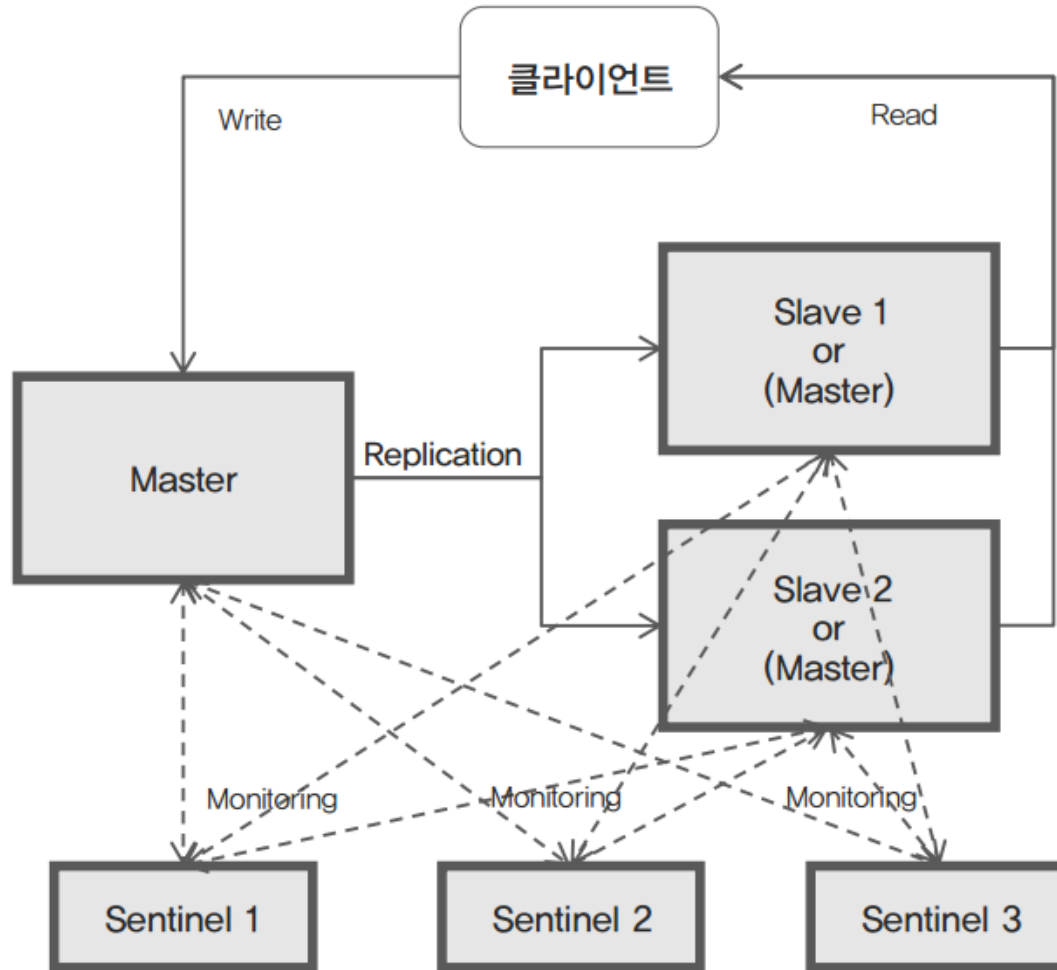 클라이언트
Write
Read
Slave 1
or
(Master)
Master
Replication
Slave 2
or
(Master)
Monitoring
Monitoring
Monitoring
Sentinel 1
Sentinel 2
Sentinel 3